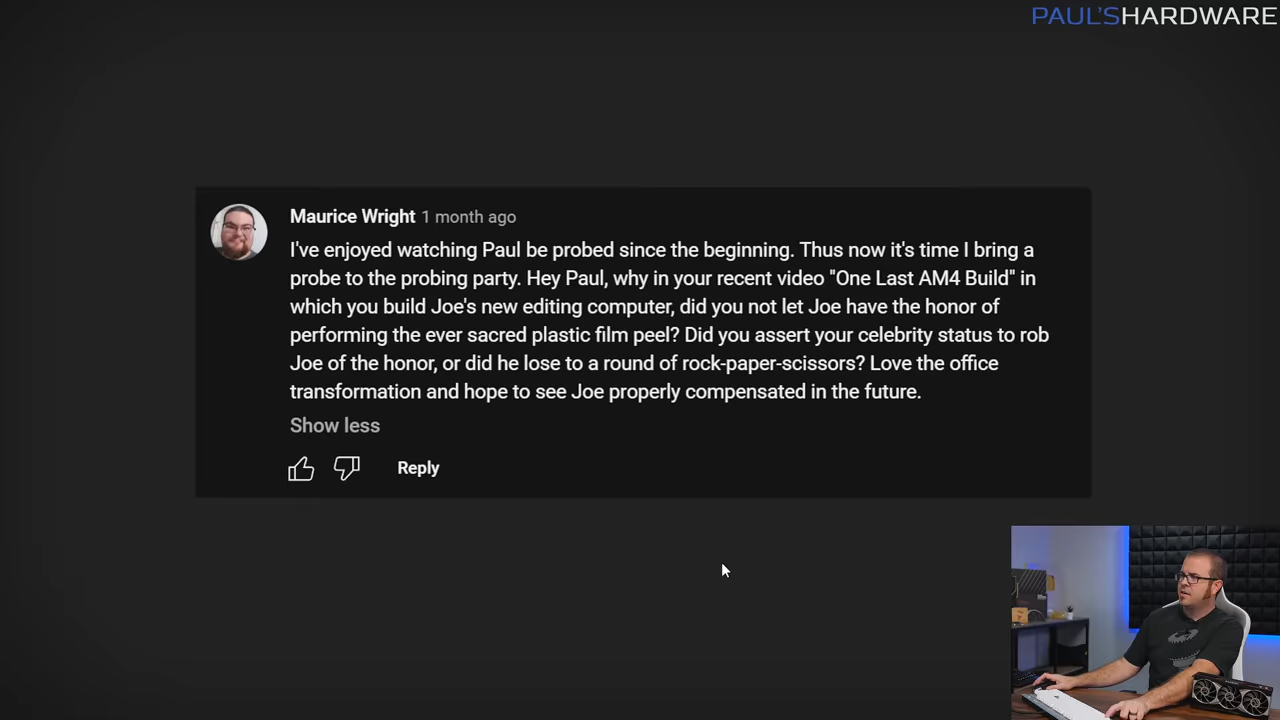 PAUL'SHARDWARE
Maurice Wright 1 month ago
I've enjoyed watching Paul be probed since the beginning. Thus now it's time I bring a
probe to the probing party. Hey Paul, why in your recent video "One Last AM4 Build" in
which you build Joe's new editing computer, did you not let Joe have the honor of
performing the ever sacred plastic film peel? Did you assert your celebrity status to rob
Joe of the honor, or did he lose to a round of rock-paper-scissors? Love the office
transformation and hope to see Joe properly compensated in the future.
Show less
Reply